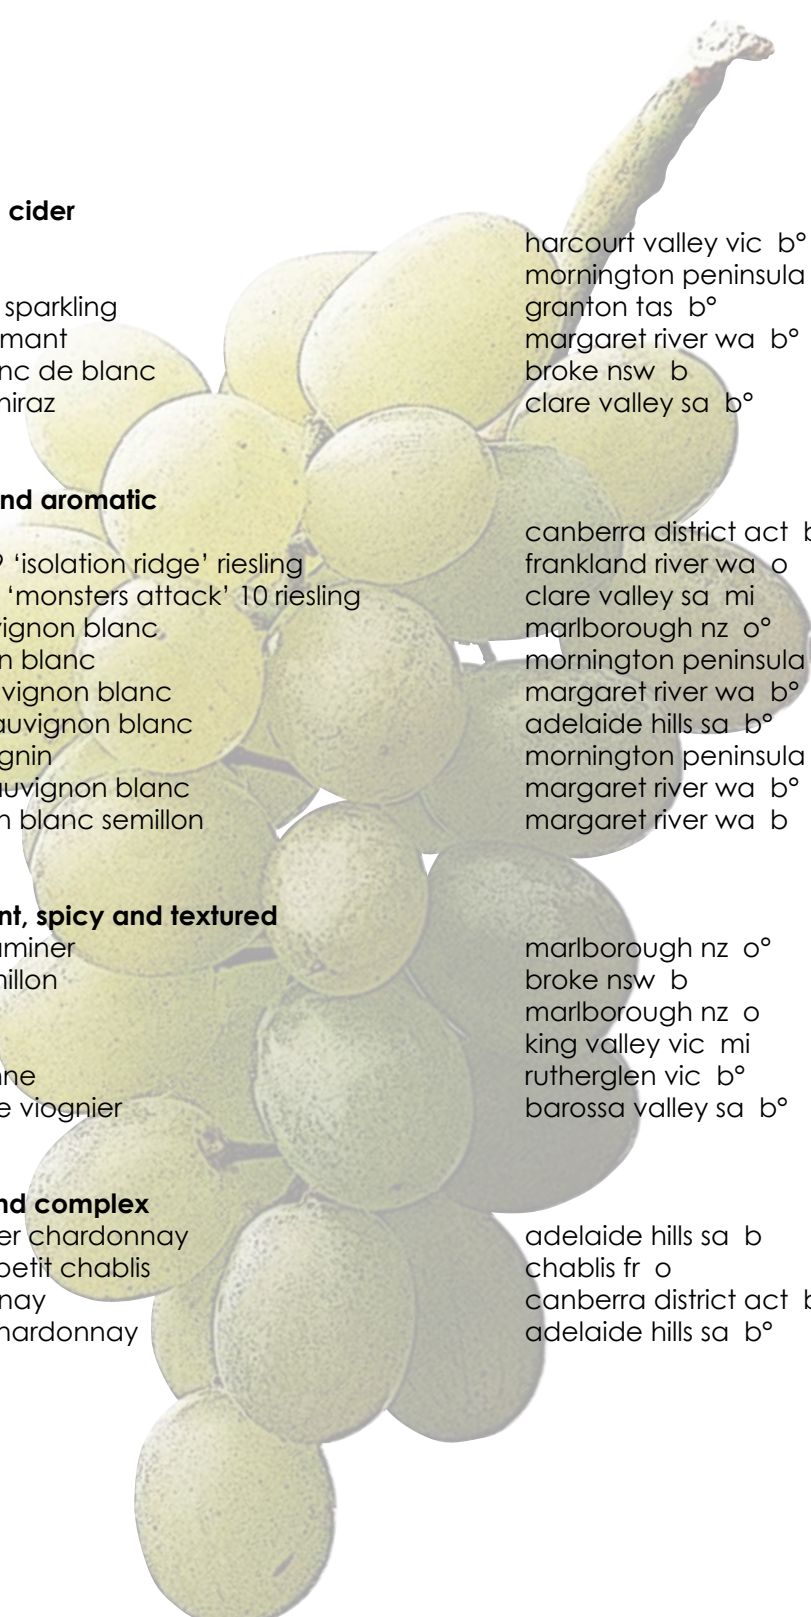 cider
harcourt valley vic b°
mornington peninsula
sparkling granton tas b°
mant margaret river wa b°
nc de blanc broke nsw b
hiraz clare valley sa b°
nd aromatic
canberra district act
'isolation ridge' riesling frankland river wa o
'monsters attack' 10 riesling clare valley sa mi
vignon blanc marlborough nz o°
n blanc mornington peninsula
vignon blanc margaret river wa b°
auvignon blanc adelaide hills sa b°
gnin mornington peninsula
auvignon blanc margaret river wa b°
n blanc semillon margaret river wa b
nt, spicy and textured
aminer marlborough nz o°
millon broke nsw b
marlborough nz o
king valley vic mi
nne rutherglen vic b°
e viognier barossa valley sa b°
nd complex
er chardonnay adelaide hills sa b
petit chablis chablis fr o
nay canberra district act
hardonnay adelaide hills sa b°